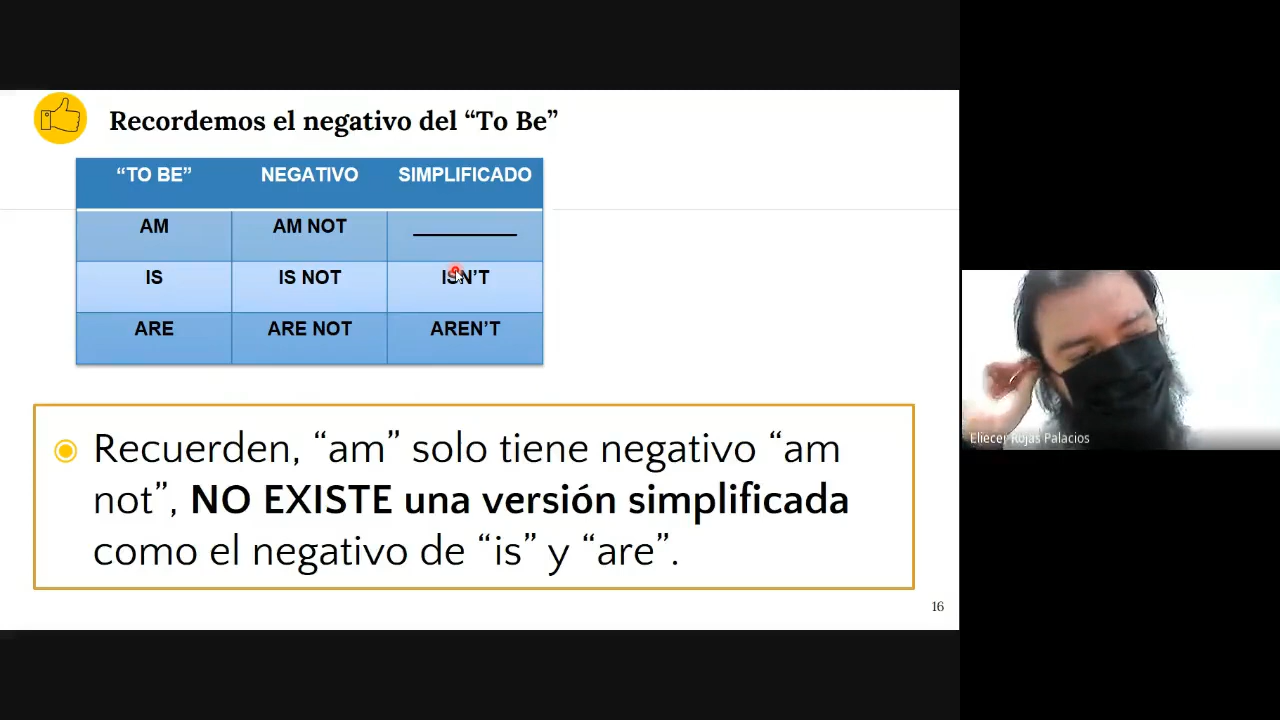 Recordemos el negativo del “To Be”
“TO BE” NEGATIVO SIMPLIFICADO
AM AM NOT __________
IS IS NOT ISN’T
ARE ARE NOT AREN’T
Recuerden, “am” solo tiene negativo “am
not”, NO EXISTE una versión simplificada
como el negativo de “is” y “are”.
16
Eliecer Rojas Palacios